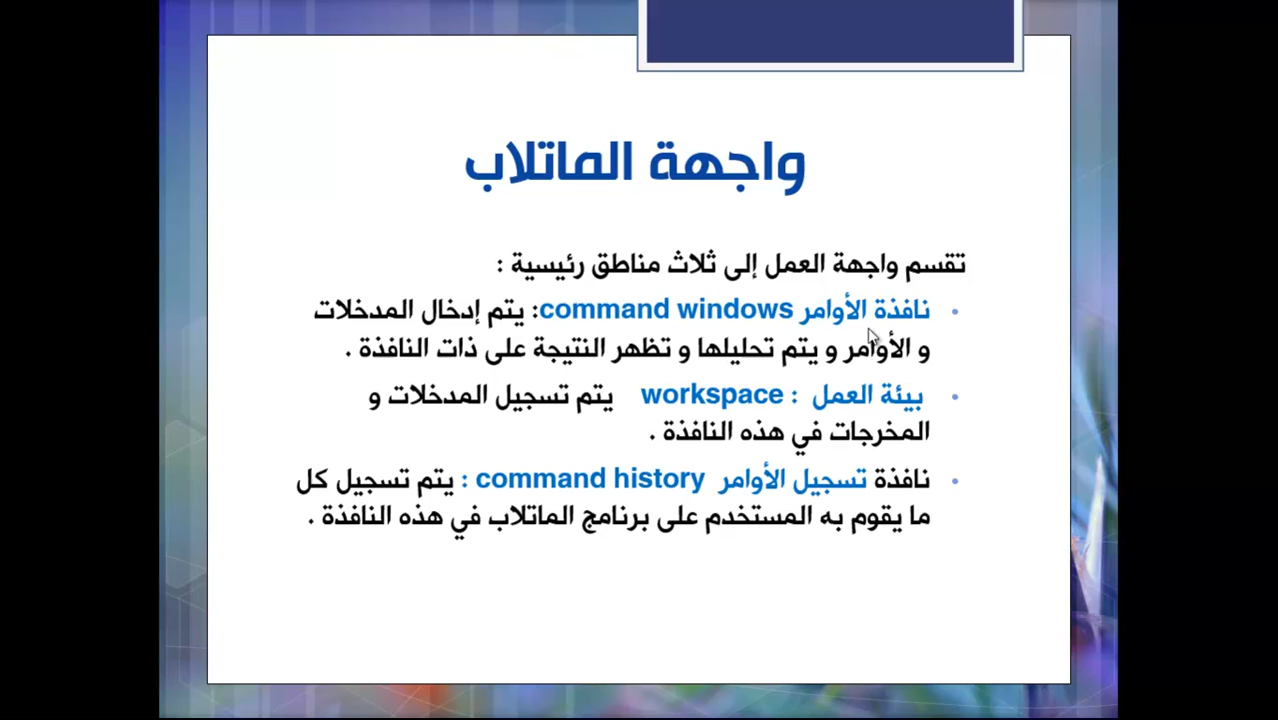 واجهة الماتلاب
تقسم واجهة العمل إلى ثلاث مناطق رئيسية :
• نافذة الأوامر command windows: يتم إدخال المدخلات
و الأوامر و يتم تحليلها و تظهر النتيجة على ذات النافذة .
• بيئة العمل : workspace يتم تسجيل المدخلات و
المخرجات في هذه النافذة .
• نافذة تسجيل الأوامر command history : يتم تسجيل كل
ما يقوم به المستخدم على برنامج الماتلاب في هذه النافذة .